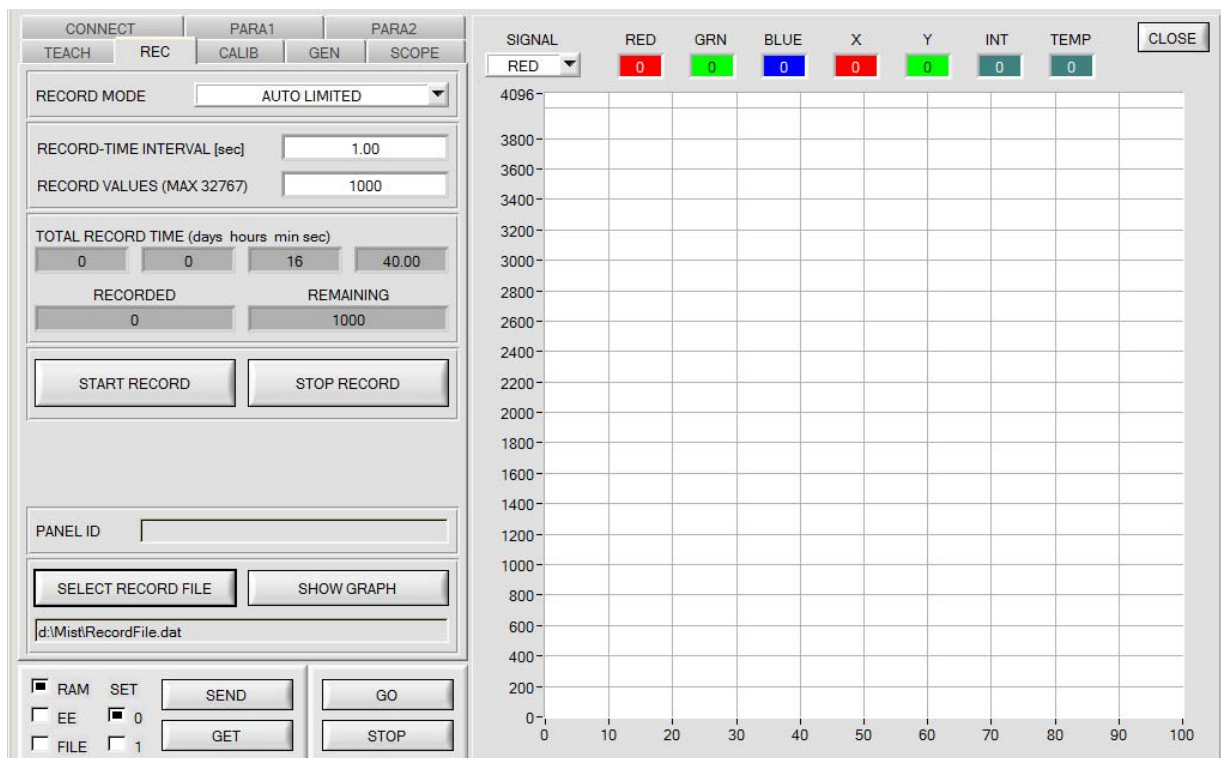 CONNECT PARA1 PARA2
TEACH REC CALIB GEN SCOPE
RECORD MODE AUTO LIMITED
RECORD-TIME INTERVAL [sec] 1.00
RECORD VALUES (MAX 32767) 1000
TOTAL RECORD TIME (days hours min sec)
0 0 16 40.00
RECORDED REMAINING
0 1000
START RECORD STOP RECORD
PANEL ID
SELECT RECORD FILE SHOW GRAPH
d:\Mist\RecordFile.dat
RAM SET SEND GO
EE 0
FILE 1 GET STOP
SIGNAL RED GRN BLUE X Y INT TEMP CLOSE
RED 0 0 0 0 0 0 0
4096
3800
3600
3400
3200
3000
2800
2600
2400
2200
2000
1800
1600
1400
1200
1000
800
600
400
200
0
0 10 20 30 40 50 60 70 80 90 100